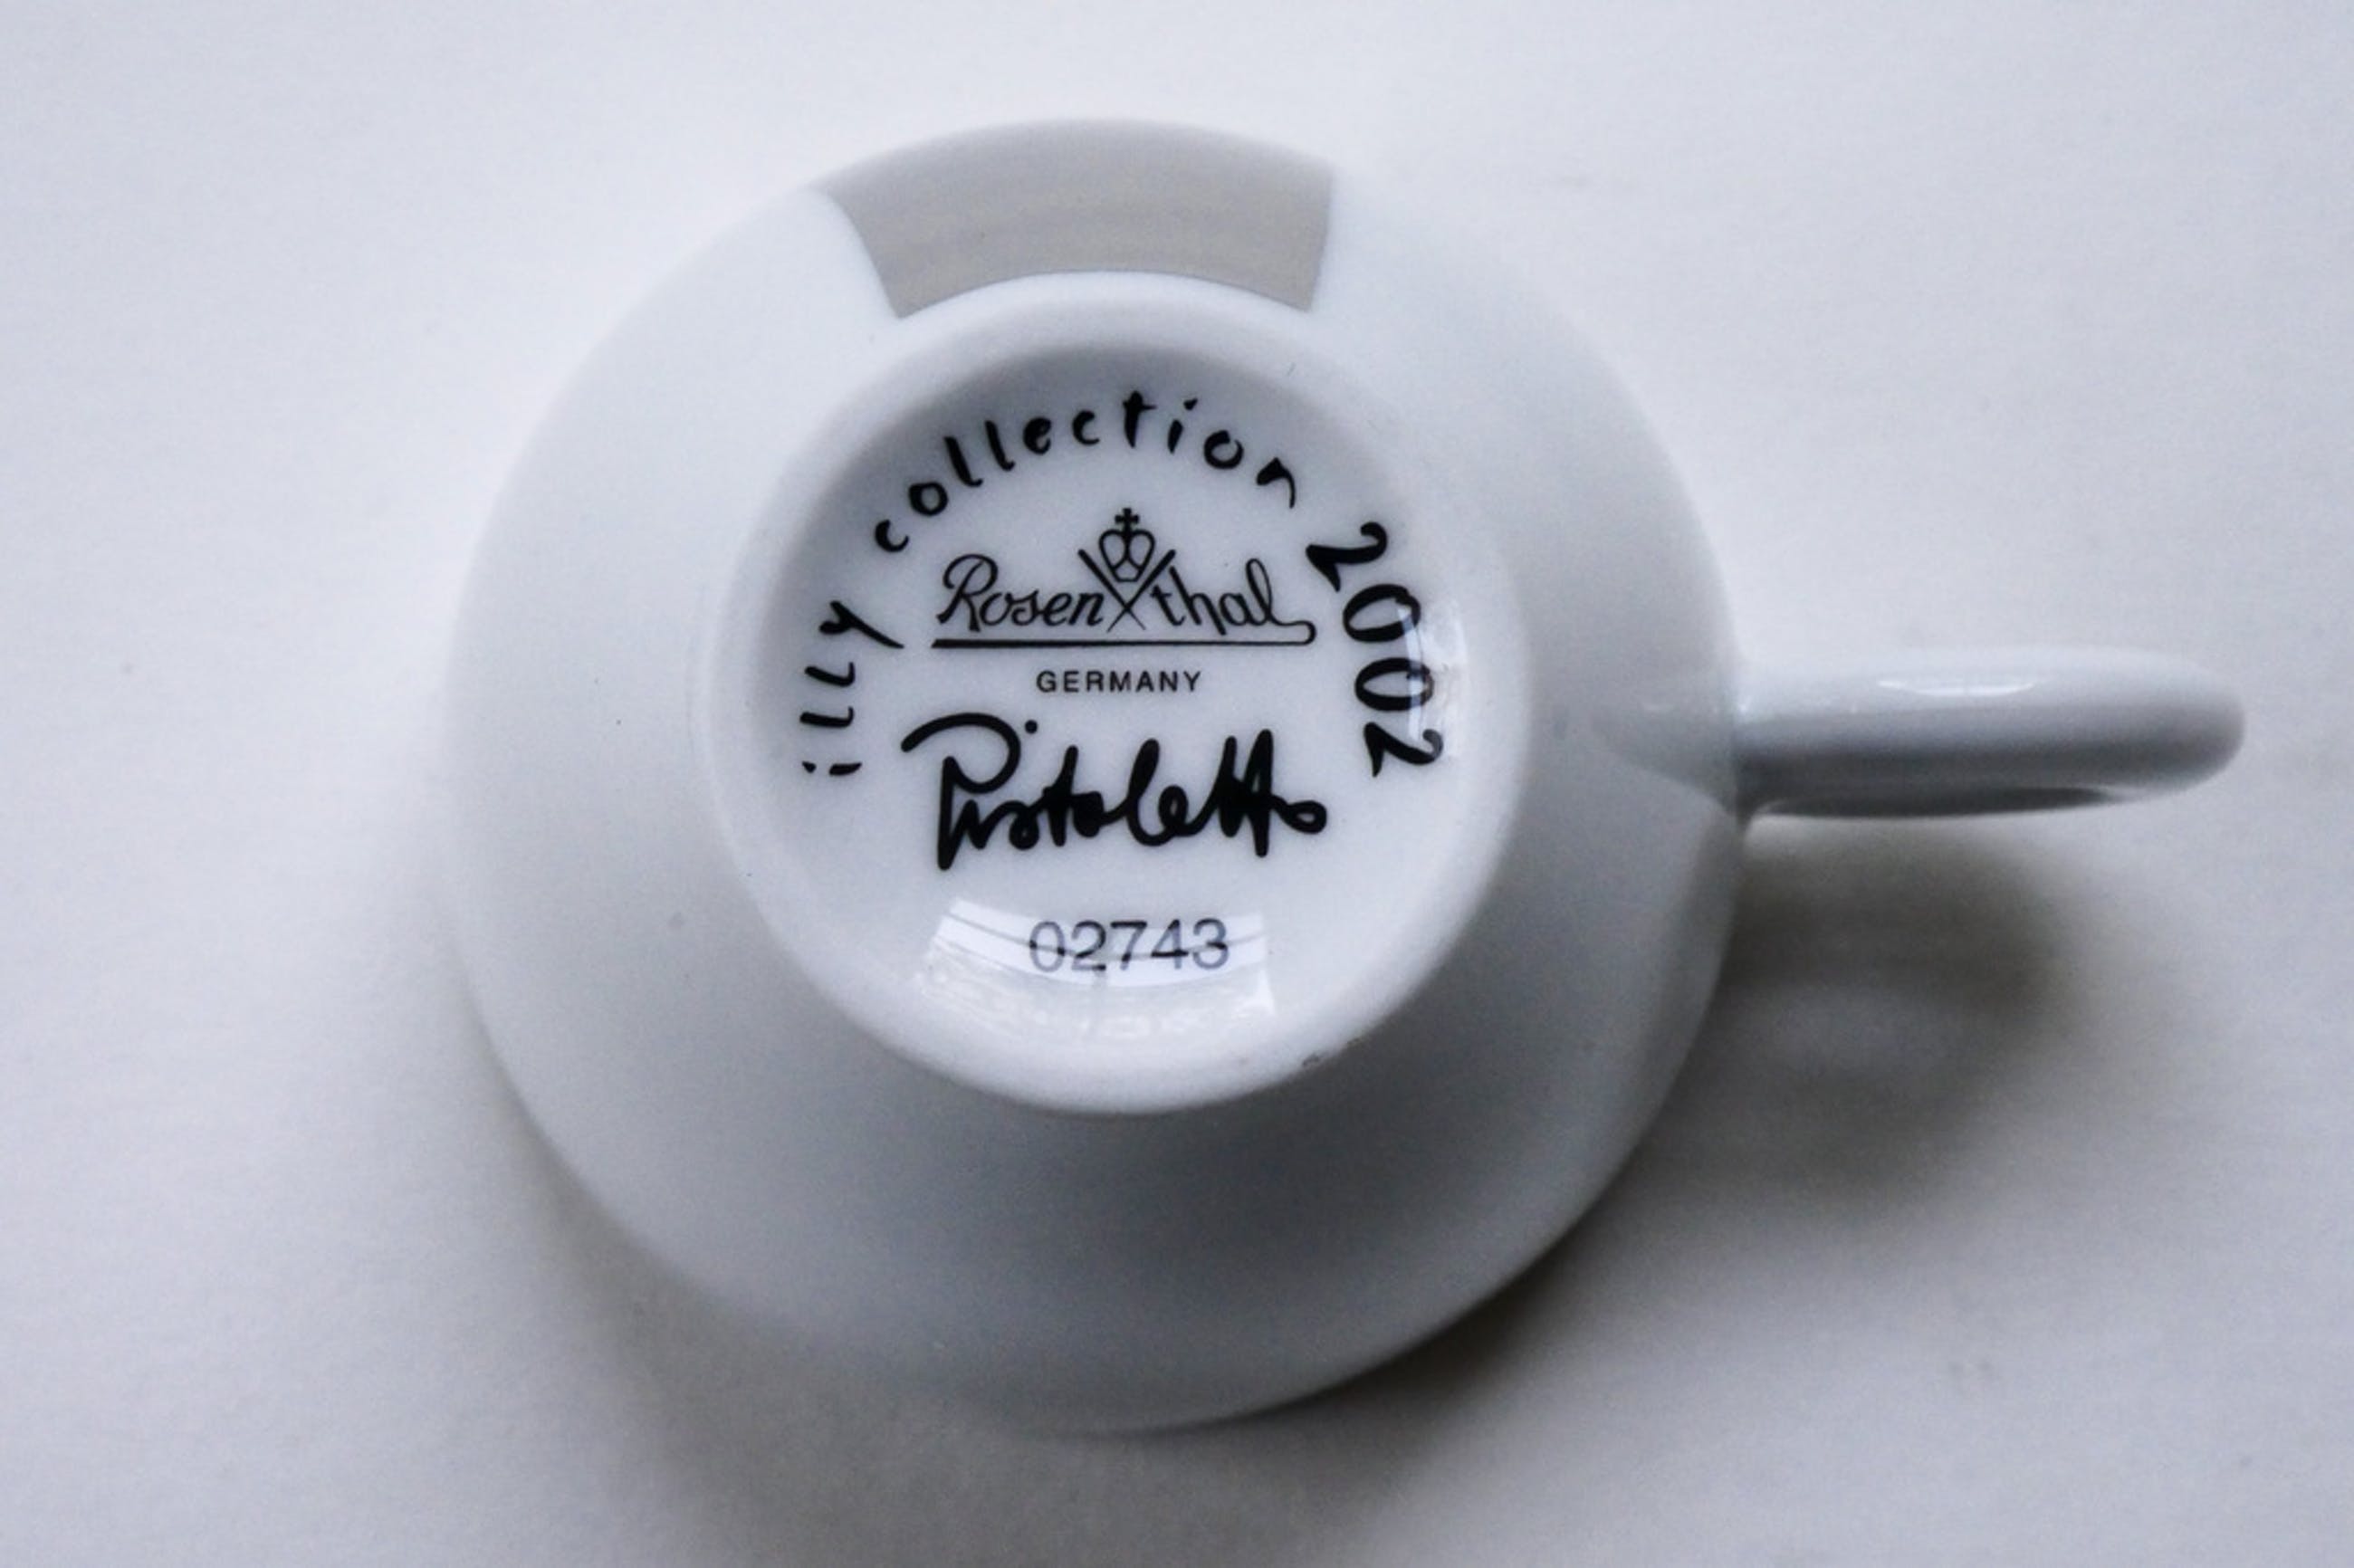 illy collection 2002
Rosenthal
GERMANY
Pistoletto
02743